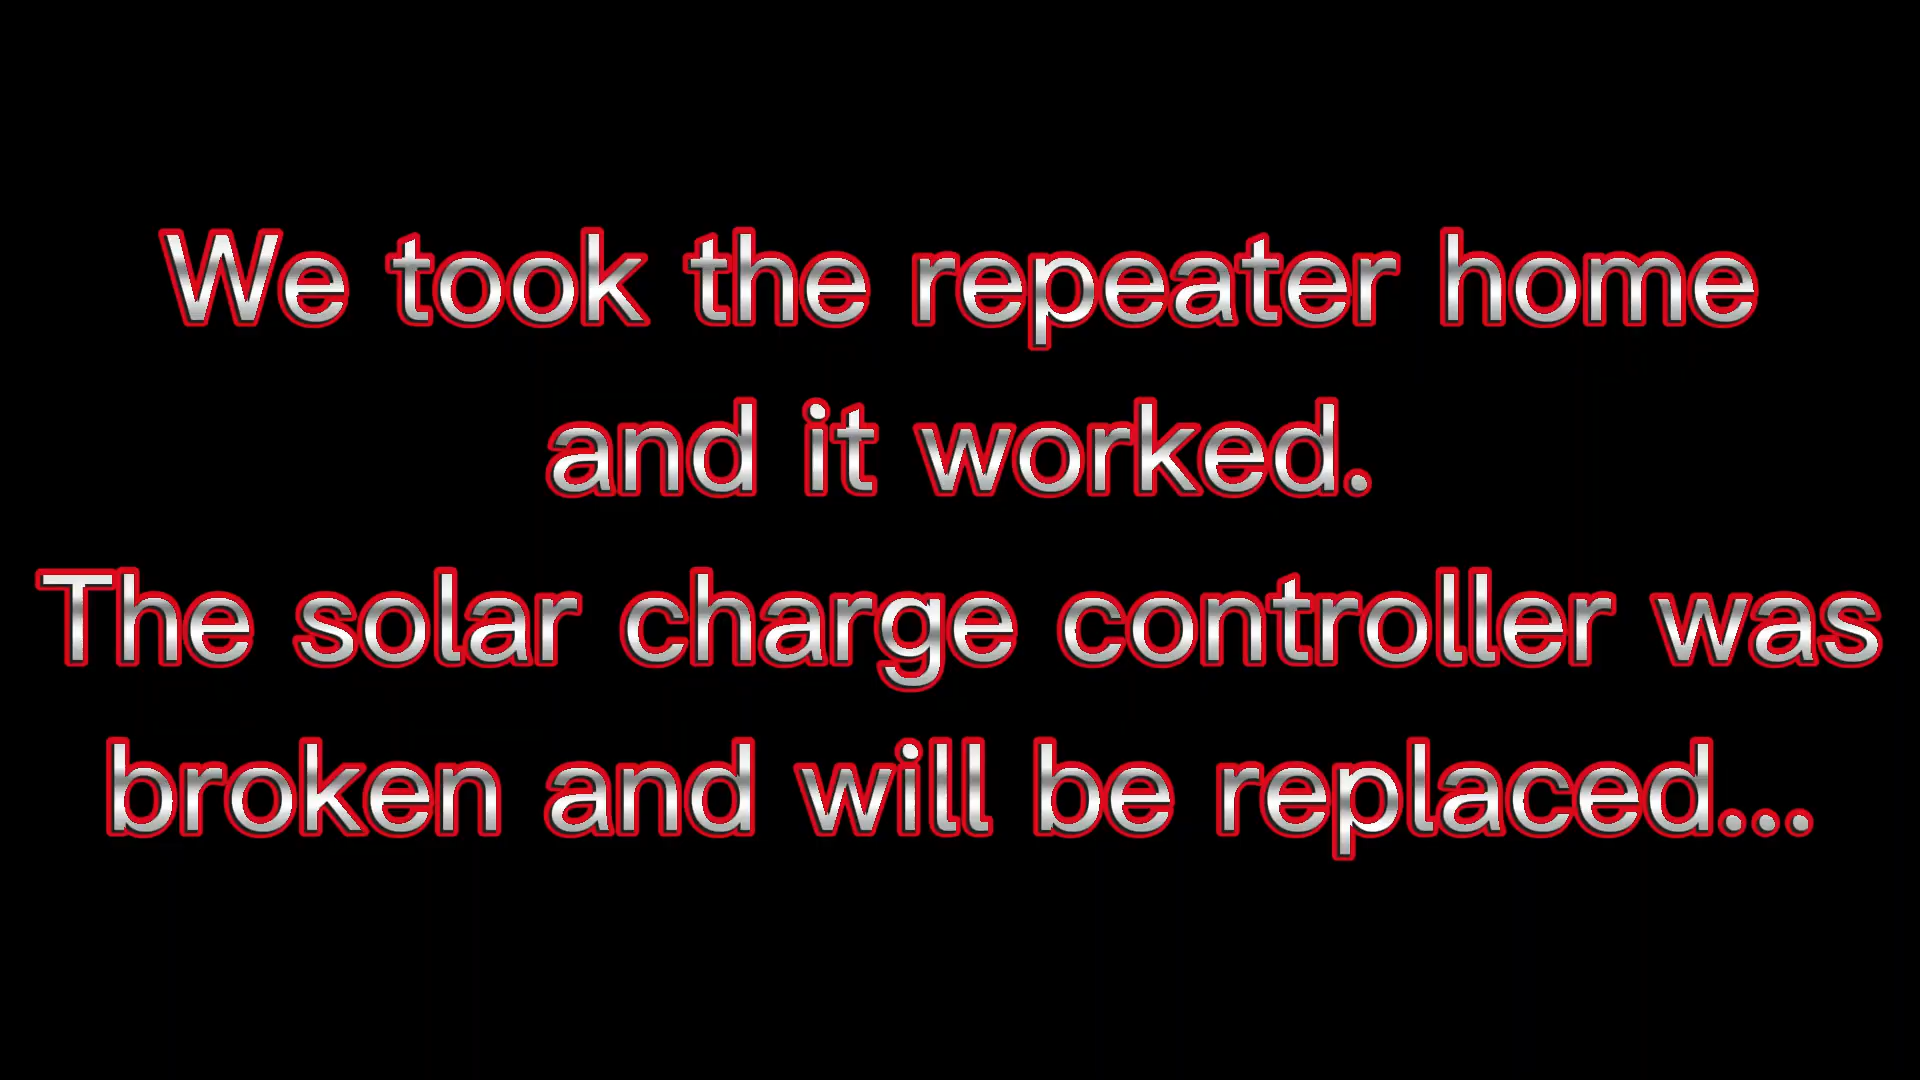 We took the repeater home
and it worked.
The solar charge controller was
broken and will be replaced...